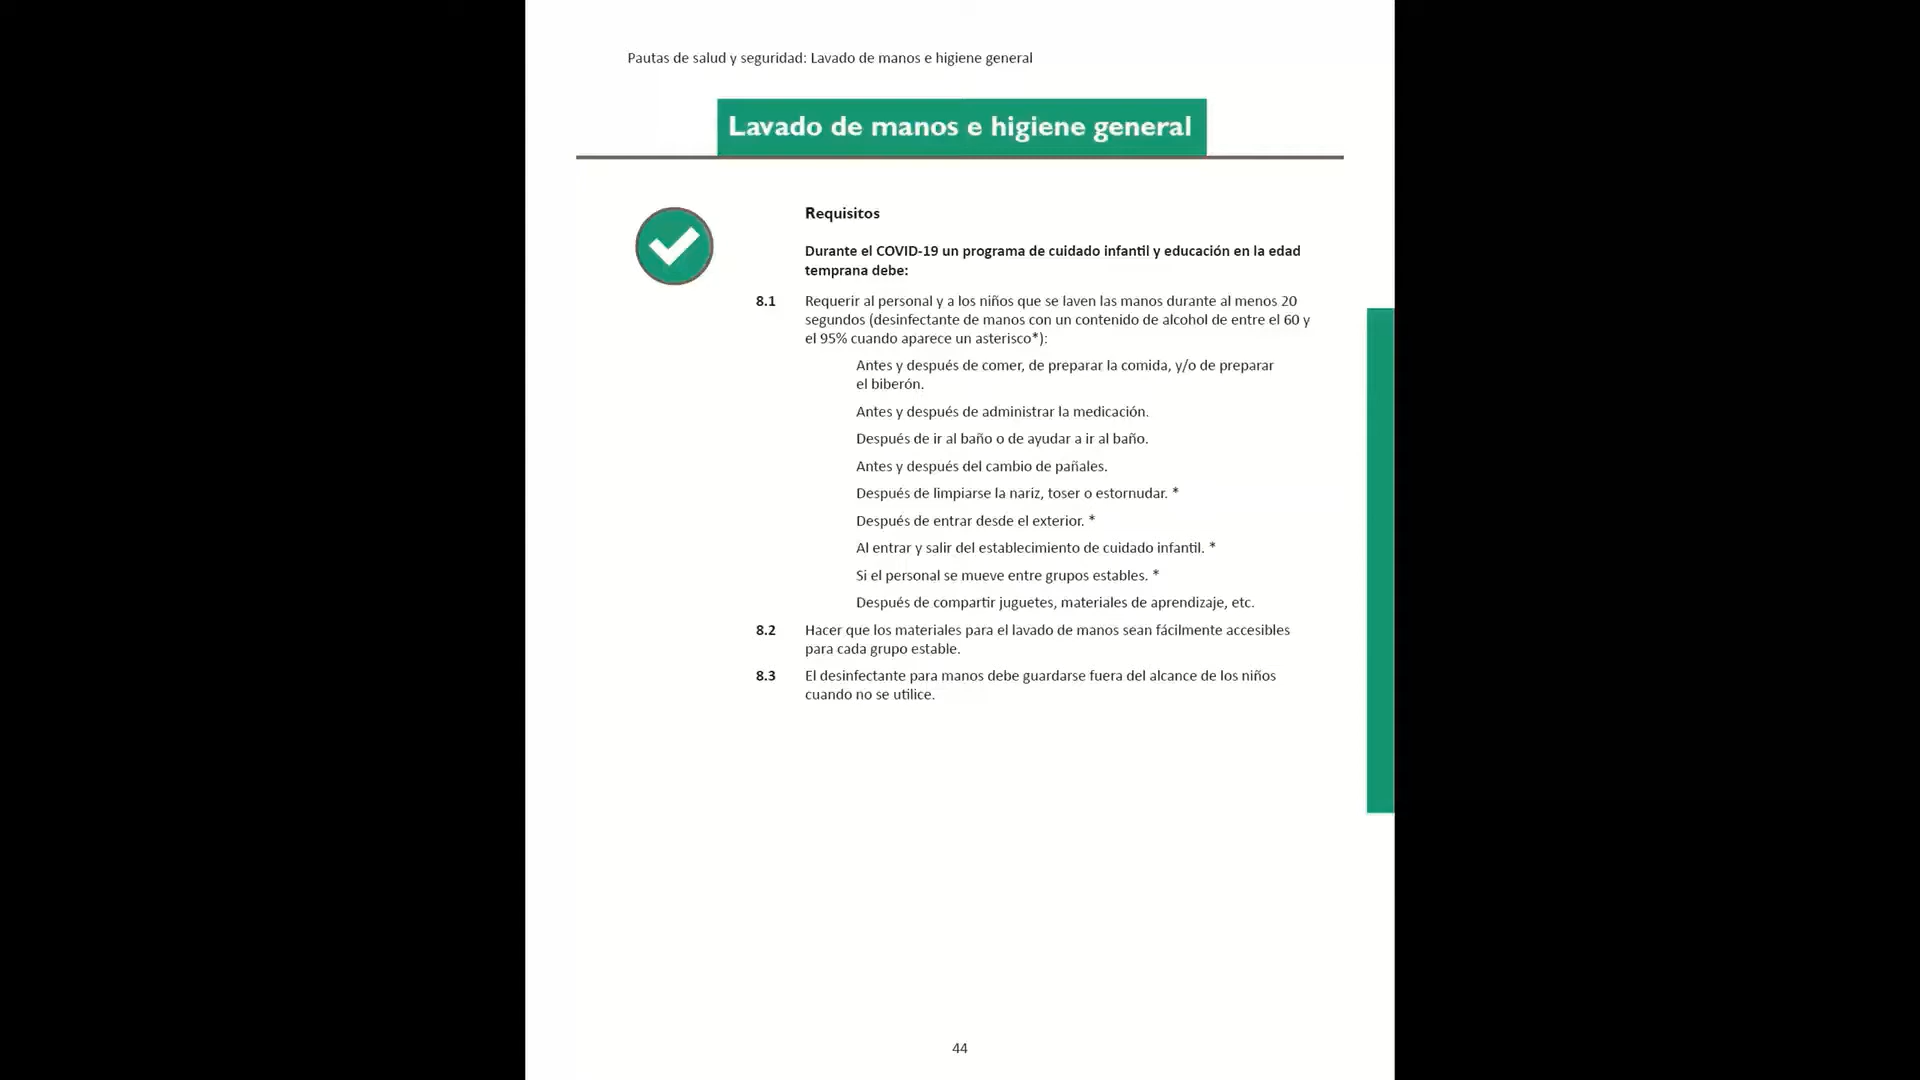 Pautas de salud y seguridad: Lavado de manos e higiene general
Lavado de manos e higiene general
Requisitos
Durante el COVID-19 un programa de cuidado infantil y educación en la edad
temprana debe:
8.1 Requerir al personal y a los niños que se laven las manos durante al menos 20
segundos (desinfectante de manos con un contenido de alcohol de entre el 60 y
el 95% cuando aparece un asterisco*):
Antes y después de comer, de preparar la comida, y/o de preparar
el biberón.
Antes y después de administrar la medicación.
Después de ir al baño o de ayudar a ir al baño.
Antes y después del cambio de pañales.
Después de limpiarse la nariz, toser o estornudar. *
Después de entrar desde el exterior. *
Al entrar y salir del establecimiento de cuidado infantil. *
Si el personal se mueve entre grupos estables. *
Después de compartir juguetes, materiales de aprendizaje, etc.
8.2 Hacer que los materiales para el lavado de manos sean fácilmente accesibles
para cada grupo estable.
8.3 El desinfectante para manos debe guardarse fuera del alcance de los niños
cuando no se utilice.
44